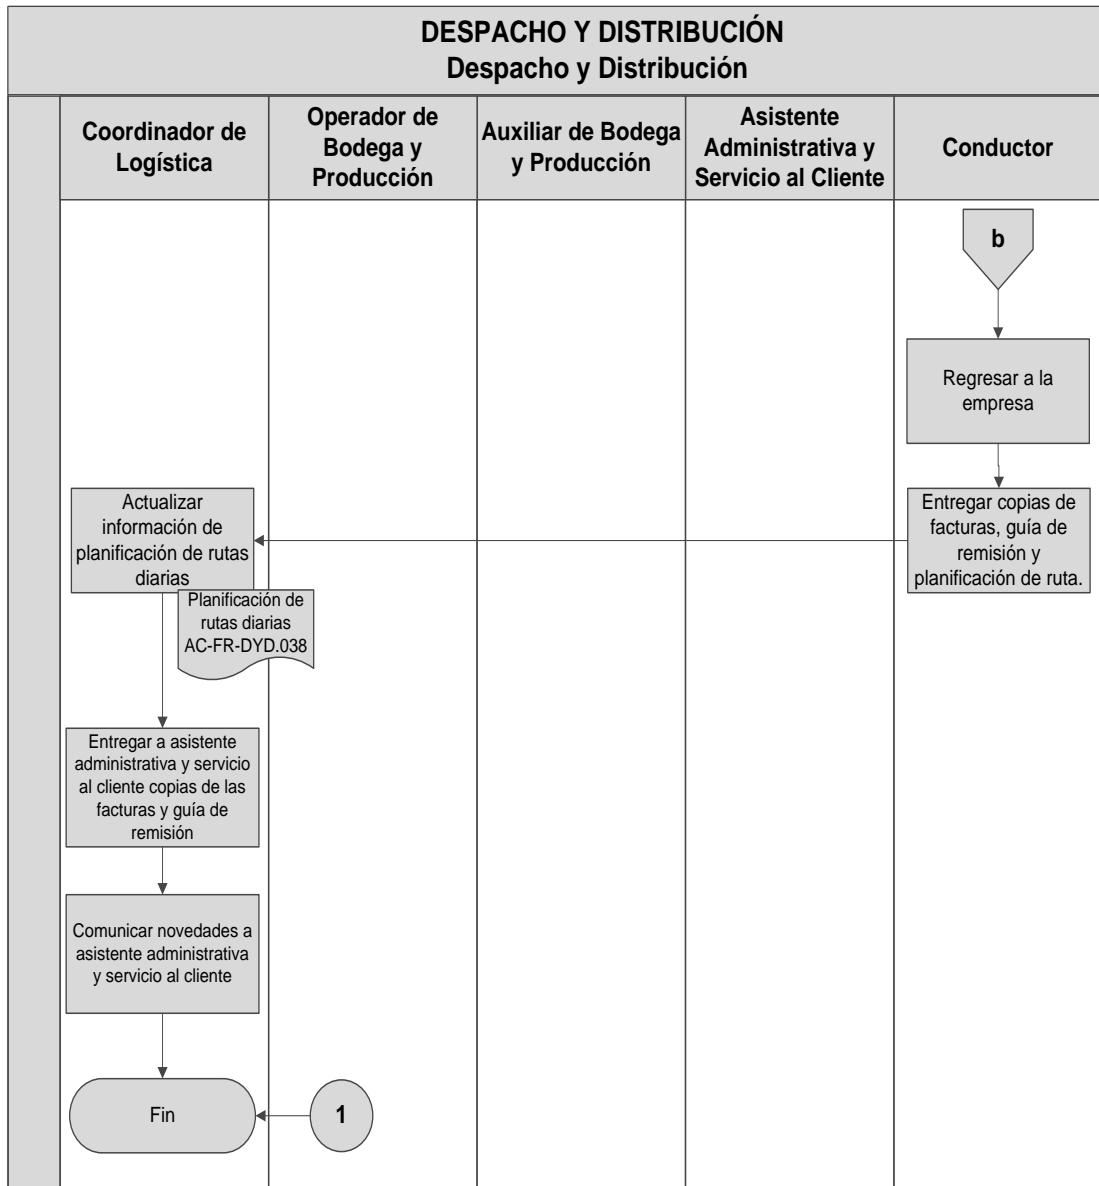 DESPACHO Y DISTRIBUCIÓN
Despacho y Distribución
Coordinador de
Logística
Operador de
Bodega y
Producción
Auxiliar de Bodega
y Producción
Asistente
Administrativa y
Servicio al Cliente
Conductor
b
Regresar a la
empresa
Entregar copias de
facturas, guía de
remisión y
planificación de ruta.
Actualizar
información de
planificación de rutas
diarias
Planificación de
rutas diarias
AC-FR-DYD.038
Entregar a asistente
administrativa y servicio
al cliente copias de las
facturas y guía de
remisión
Comunicar novedades a
asistente administrativa
y servicio al cliente
Fin
1